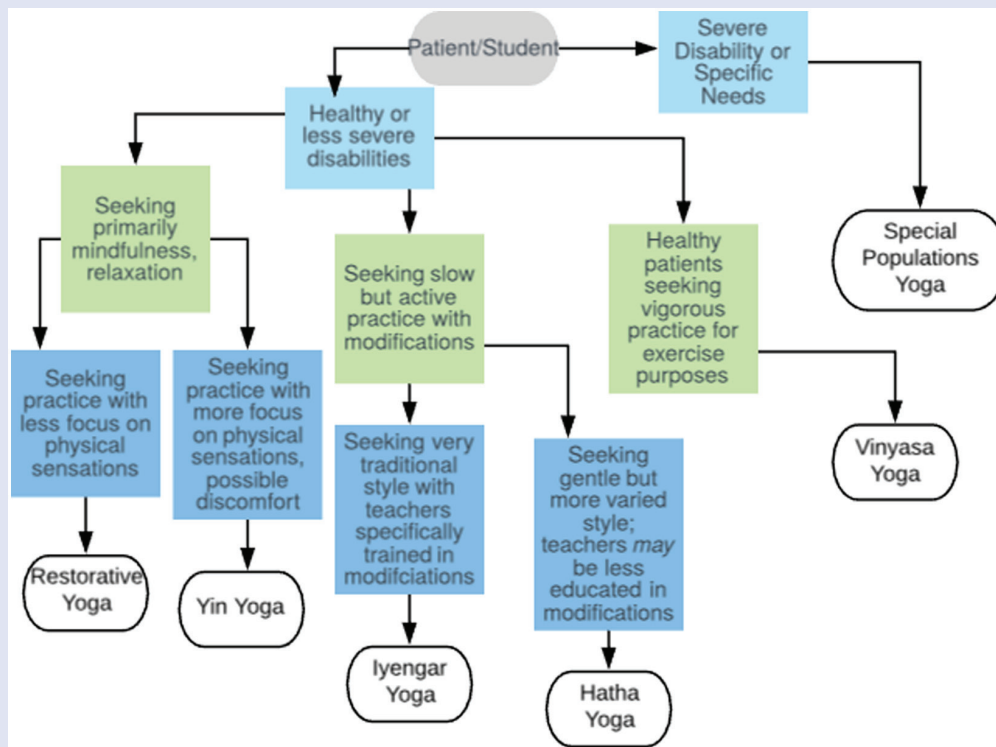 Patient/Student
Severe
Disability or
Specific
Needs
Healthy or
less severe
disabilities
Seeking
primarily
mindfulness,
relaxation
Seeking slow
but active
practice with
modifications
Healthy
patients
seeking
vigorous
practice for
exercise
purposes
Special
Populations
Yoga
Seeking
practice with
less focus on
physical
sensations
Seeking
practice with
more focus
on physical
sensations,
possible
discomfort
Seeking very
traditional
style with
teachers
specifically
trained in
modifciations
Seeking
gentle but
more varied
style;
teachers may
be less
educated in
modifications
Vinyasa
Yoga
Restorative
Yoga
Yin Yoga
Iyengar
Yoga
Hatha
Yoga